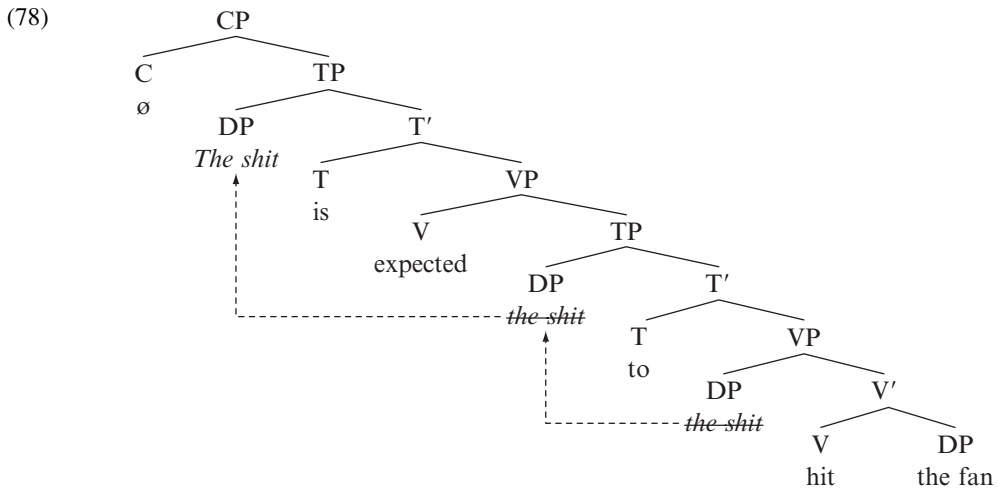 (78) CP
C TP
ø
DP T′
The shit
T VP
is
V TP
expected
DP T′
the shit
T VP
to
DP V′
the shit
V DP
hit the fan